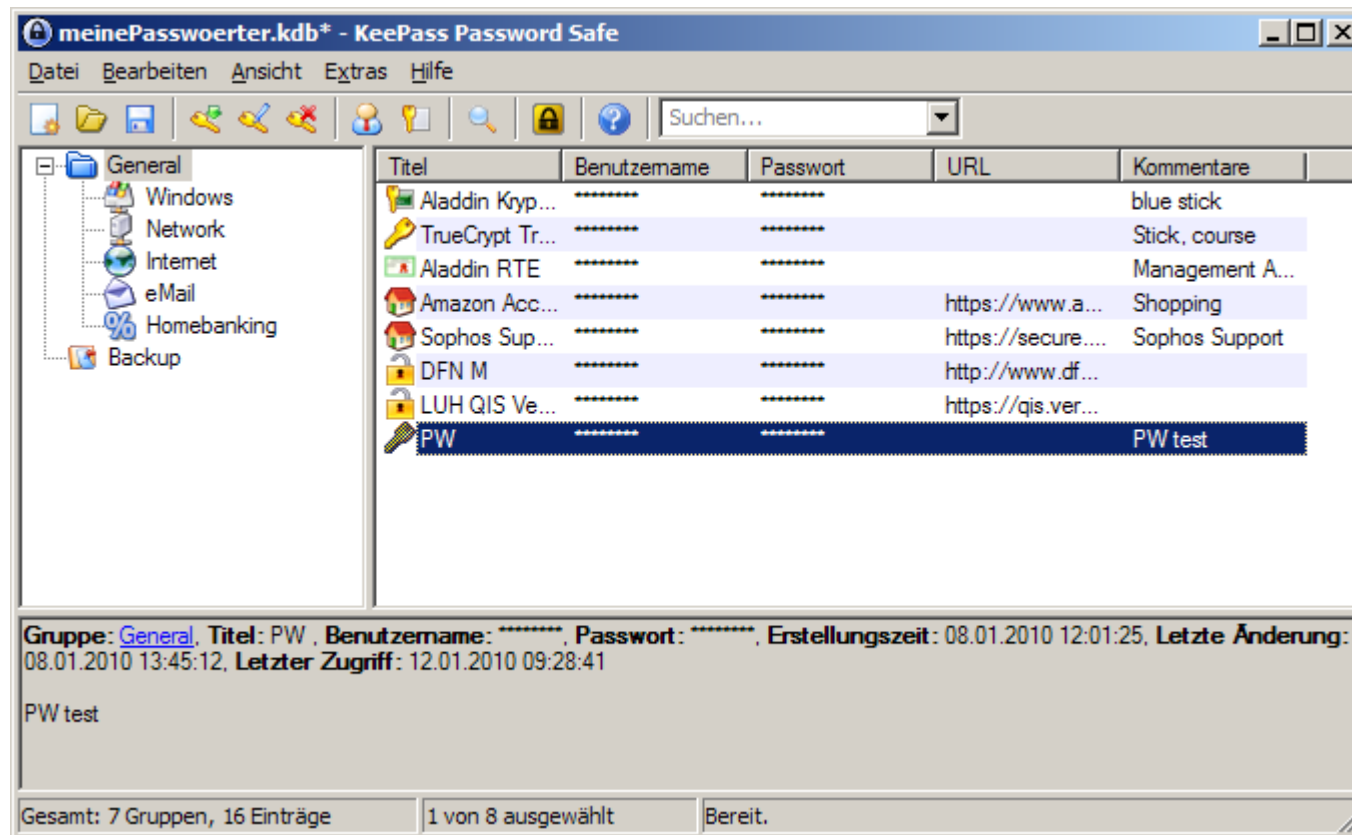 meinePasswoerter.kdb* - KeePass Password Safe
Datei Bearbeiten Ansicht Extras Hilfe
Suchen...
General
Windows
Network
Internet
eMail
Homebanking
Backup
Titel Benutzername Passwort URL Kommentare
Aladdin Kryp... ******** ******** blue stick
TrueCrypt Tr... ******** ******** Stick, course
Aladdin RTE ******** ******** Management A...
Amazon Acc... ******** ******** https://www.a... Shopping
Sophos Sup... ******** ******** https://secure.... Sophos Support
DFN M ******** ******** http://www.df...
LUH QIS Ve... ******** ******** https://qis.ver...
PW ******** ******** PW test
Gruppe: General, Titel: PW , Benutzername: ********, Passwort: ********, Erstellungszeit: 08.01.2010 12:01:25, Letzte Änderung:
08.01.2010 13:45:12, Letzter Zugriff: 12.01.2010 09:28:41
PW test
Gesamt: 7 Gruppen, 16 Einträge 1 von 8 ausgewählt Bereit.